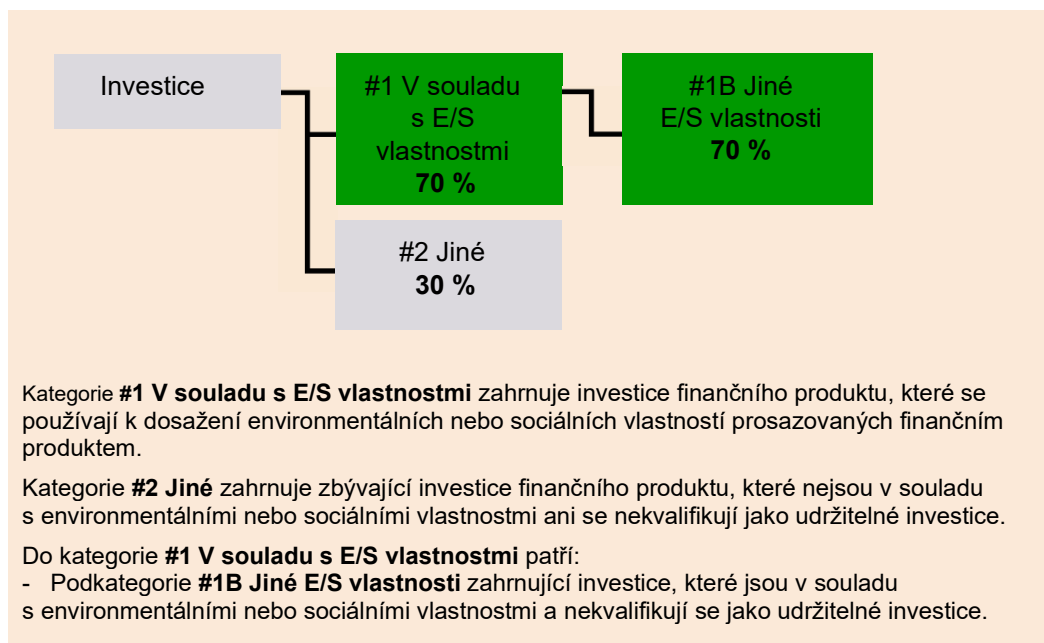 Investice
#1 V souladu
s E/S
vlastnostmi
70 %
#1B Jiné
E/S vlastnosti
70 %
#2 Jiné
30 %
Kategorie #1 V souladu s E/S vlastnostmi zahrnuje investice finančního produktu, které se
používají k dosažení environmentálních nebo sociálních vlastností prosazovaných finančním
produktem.
Kategorie #2 Jiné zahrnuje zbývající investice finančního produktu, které nejsou v souladu
s environmentálními nebo sociálními vlastnostmi ani se nekvalifikují jako udržitelné investice.
Do kategorie #1 V souladu s E/S vlastnostmi patří:
- Podkategorie #1B Jiné E/S vlastnosti zahrnující investice, které jsou v souladu
s environmentálními nebo sociálními vlastnostmi a nekvalifikují se jako udržitelné investice.